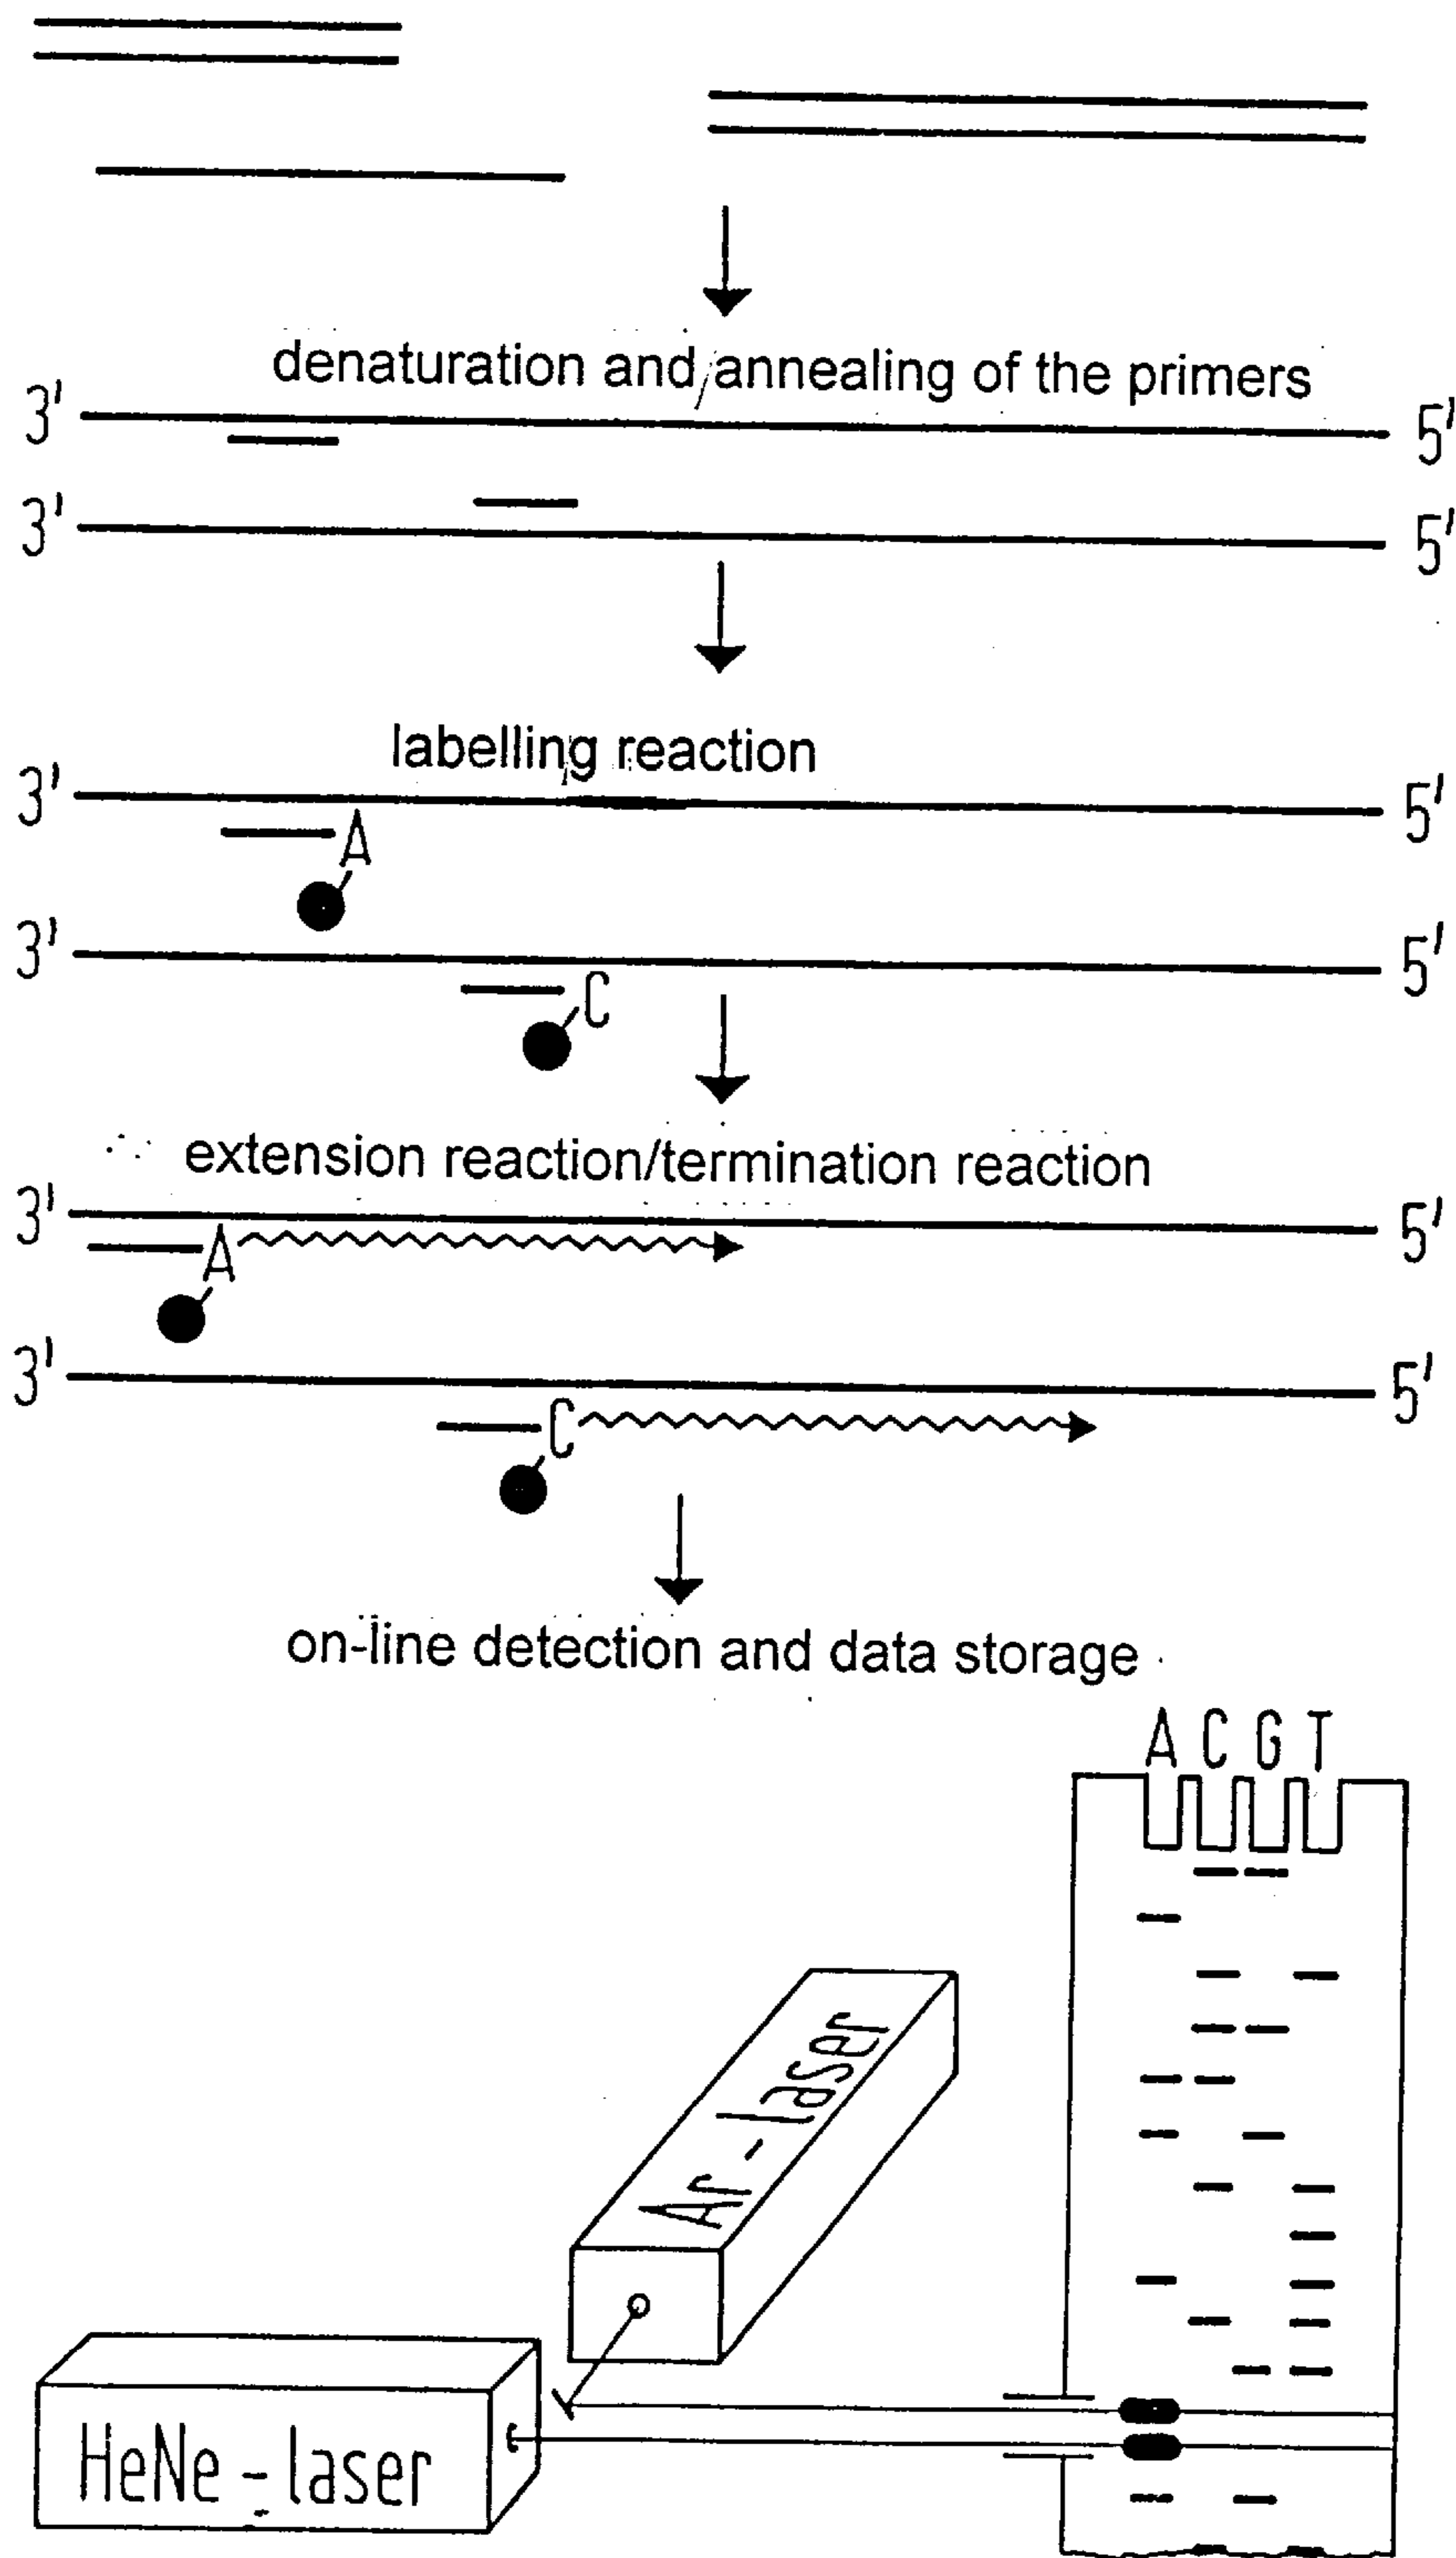 denaturation and annealing of the primers
3' 5'
3' 5'
labelling reaction
3' 5'
A
3' 5'
C
extension reaction/termination reaction
3' 5'
A
3' 5'
C
on-line detection and data storage
A C G T
Ar-laser
HeNe-laser